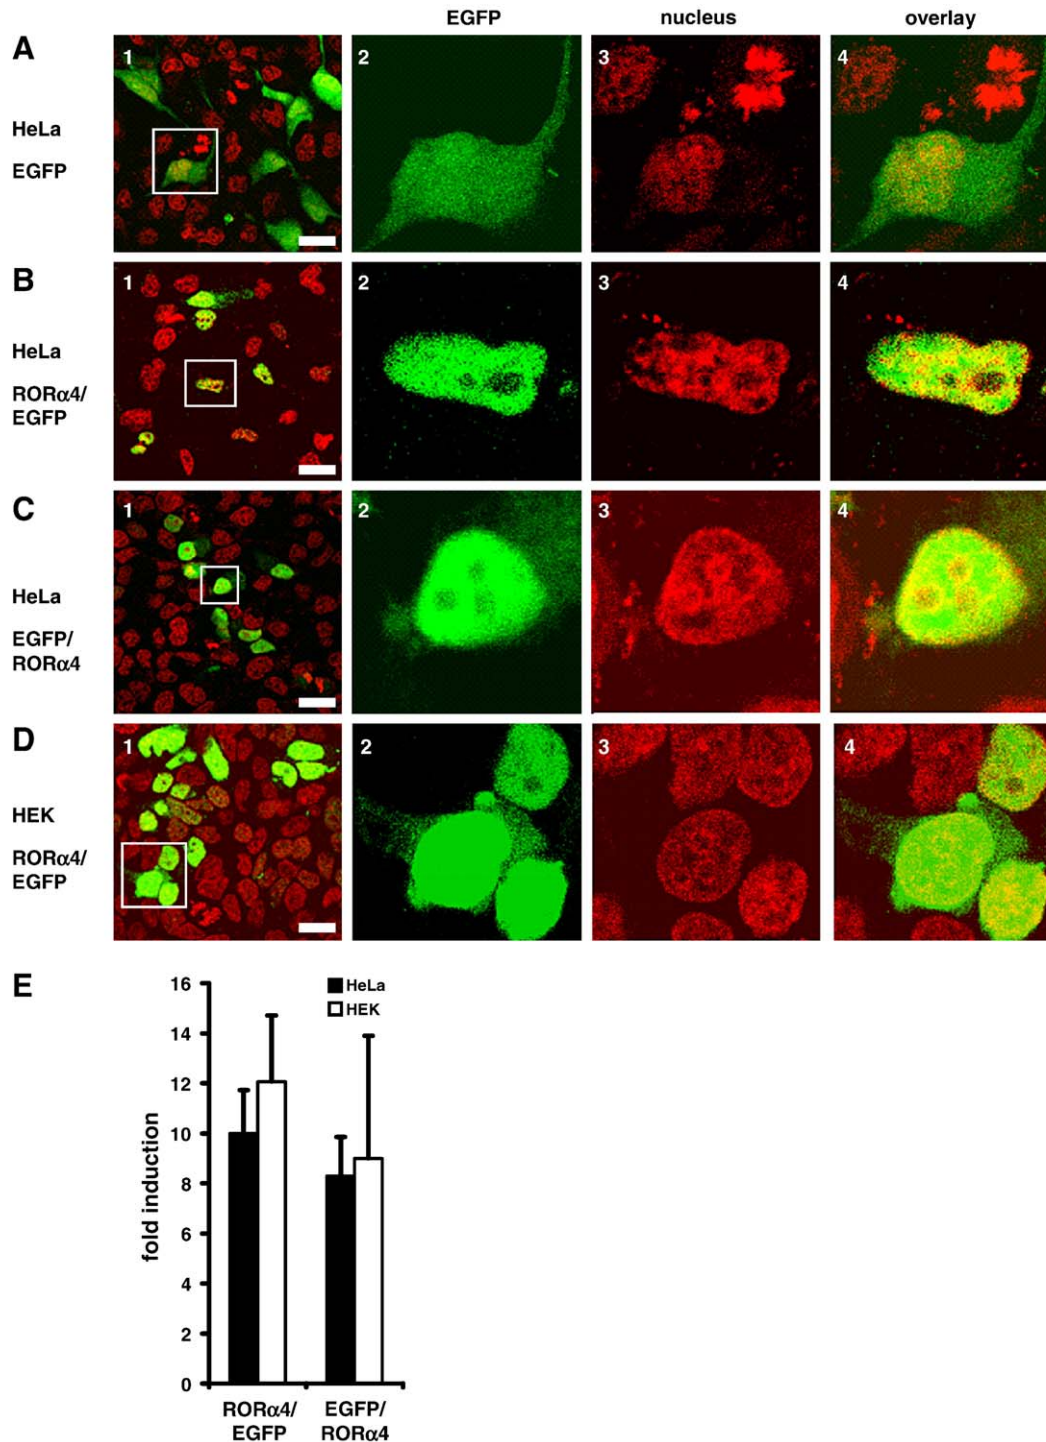 EGFP nucleus overlay
A 1 2 3 4
HeLa
EGFP
B 1 2 3 4
HeLa
RORα4/
EGFP
C 1 2 3 4
HeLa
EGFP/
RORα4
D 1 2 3 4
HEK
RORα4/
EGFP
E
16
14
12
10
8
6
4
2
0
fold induction
HeLa
HEK
RORα4/
EGFP
EGFP/
RORα4